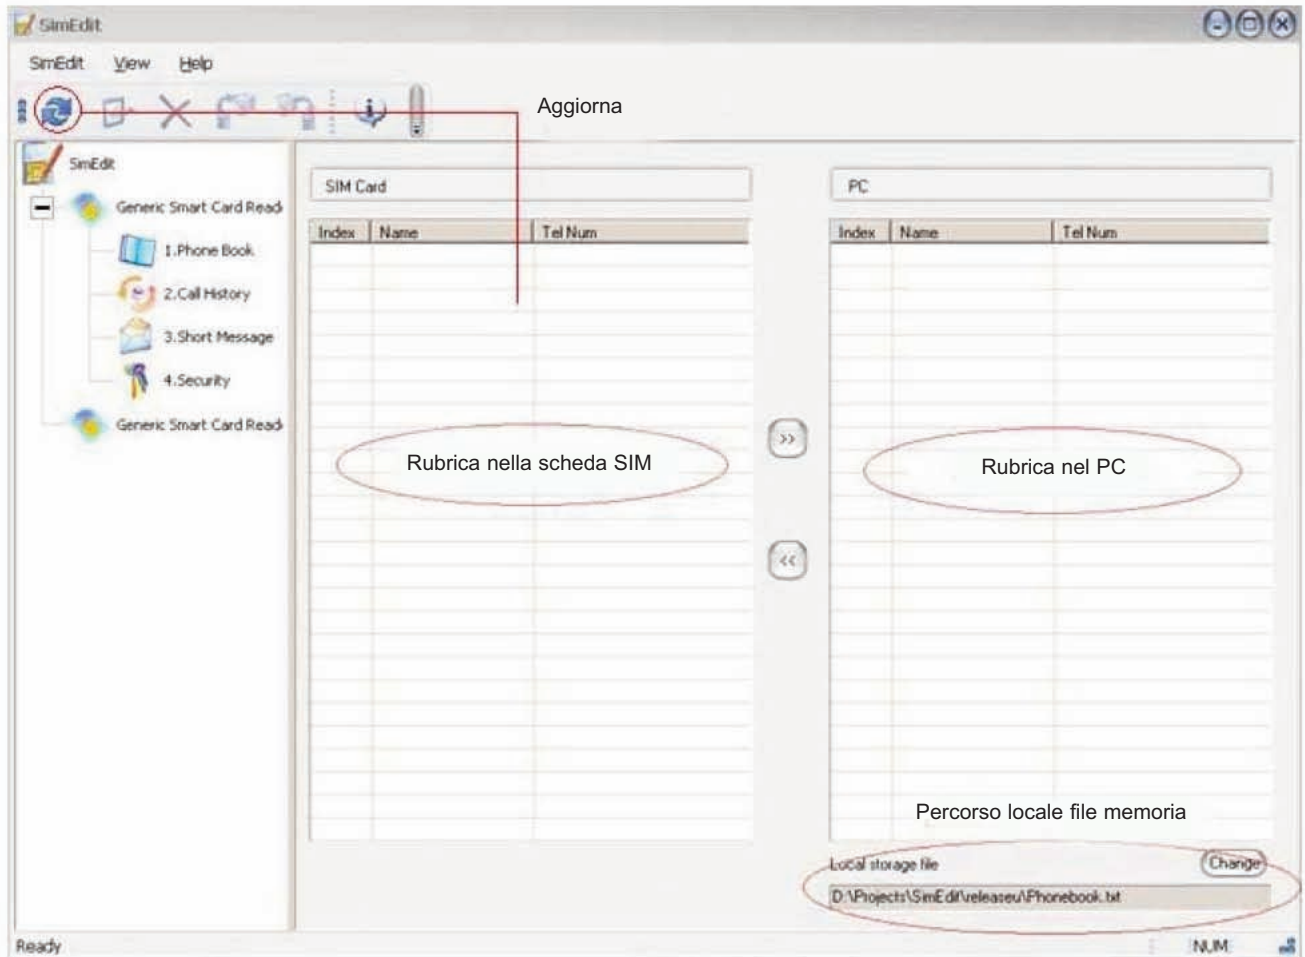 SimEdit
SimEdit View Help
Aggiorna
SimEdit
Generic Smart Card Read
1.Phone Book
2.Call History
3.Short Message
4.Security
Generic Smart Card Read
SIM Card
Index Name Tel Num
Rubrica nella scheda SIM
>>
<<
PC
Index Name Tel Num
Rubrica nel PC
Percorso locale file memoria
Local storage file
Change
D:\Projects\SimEdit\releaseu\Phonebook.txt
Ready
NUM